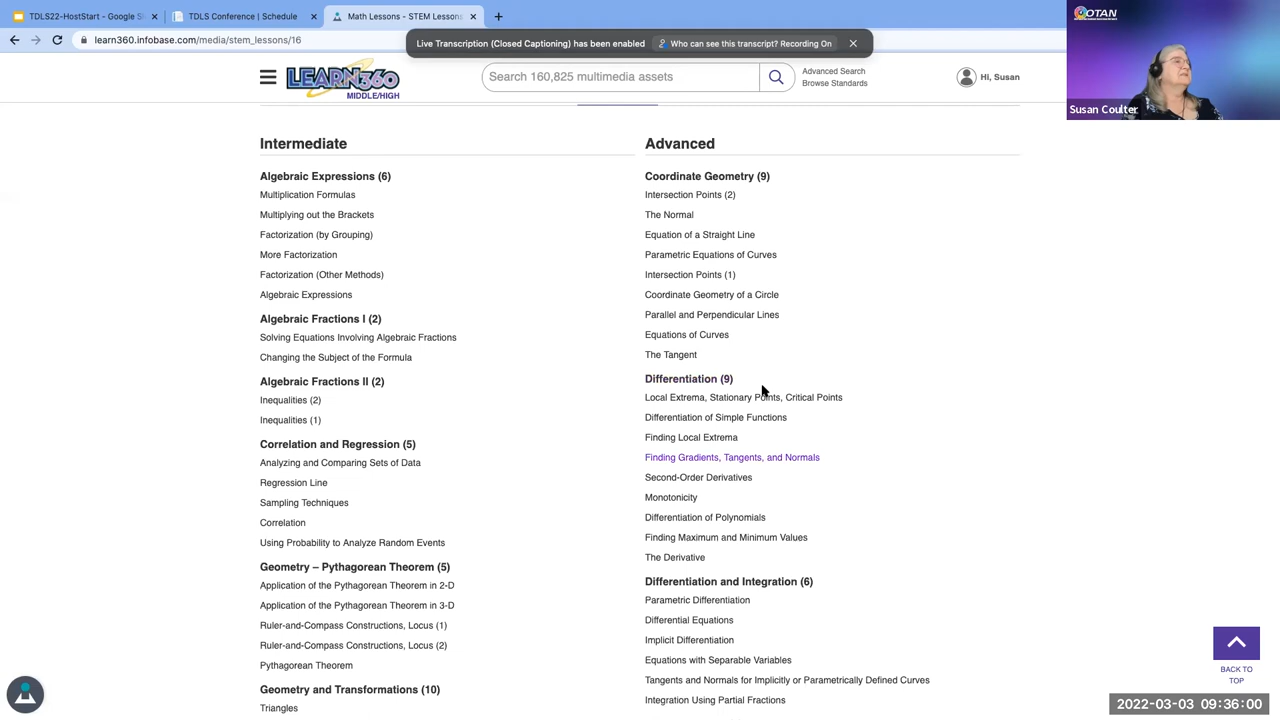 TDLS22-HostStart - Google S
TDLS Conference | Schedule
Math Lessons - STEM Lessons
learn360.infobase.com/media/stem_lessons/16
Live Transcription (Closed Captioning) has been enabled
Who can see this transcript? Recording On
OTAN
Susan Coulter
LEARN360
MIDDLE/HIGH
Search 160,825 multimedia assets
Advanced Search
Browse Standards
Hi, Susan
Intermediate
Algebraic Expressions (6)
Multiplication Formulas
Multiplying out the Brackets
Factorization (by Grouping)
More Factorization
Factorization (Other Methods)
Algebraic Expressions
Algebraic Fractions I (2)
Solving Equations Involving Algebraic Fractions
Changing the Subject of the Formula
Algebraic Fractions II (2)
Inequalities (2)
Inequalities (1)
Correlation and Regression (5)
Analyzing and Comparing Sets of Data
Regression Line
Sampling Techniques
Correlation
Using Probability to Analyze Random Events
Geometry – Pythagorean Theorem (5)
Application of the Pythagorean Theorem in 2-D
Application of the Pythagorean Theorem in 3-D
Ruler-and-Compass Constructions, Locus (1)
Ruler-and-Compass Constructions, Locus (2)
Pythagorean Theorem
Geometry and Transformations (10)
Triangles
Advanced
Coordinate Geometry (9)
Intersection Points (2)
The Normal
Equation of a Straight Line
Parametric Equations of Curves
Intersection Points (1)
Coordinate Geometry of a Circle
Parallel and Perpendicular Lines
Equations of Curves
The Tangent
Differentiation (9)
Local Extrema, Stationary Points, Critical Points
Differentiation of Simple Functions
Finding Local Extrema
Finding Gradients, Tangents, and Normals
Second-Order Derivatives
Monotonicity
Differentiation of Polynomials
Finding Maximum and Minimum Values
The Derivative
Differentiation and Integration (6)
Parametric Differentiation
Differential Equations
Implicit Differentiation
Equations with Separable Variables
Tangents and Normals for Implicitly or Parametrically Defined Curves
Integration Using Partial Fractions
BACK TO
TOP
2022-03-03 09:36:00